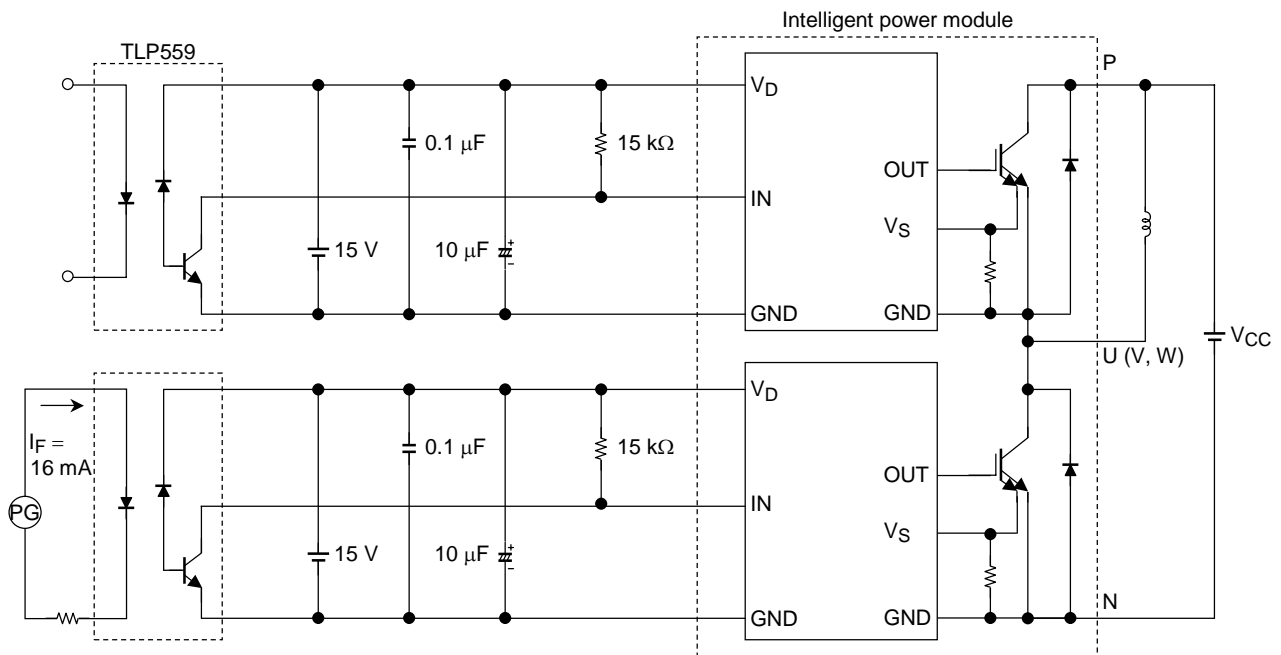 Intelligent power module
TLP559
P
V_D
0.1 μF
15 kΩ
OUT
IN
V_S
15 V
10 μF
+
−
GND
GND
V_CC
U (V, W)
V_D
I_F =
16 mA
0.1 μF
15 kΩ
OUT
PG
IN
V_S
15 V
10 μF
+
−
N
GND
GND